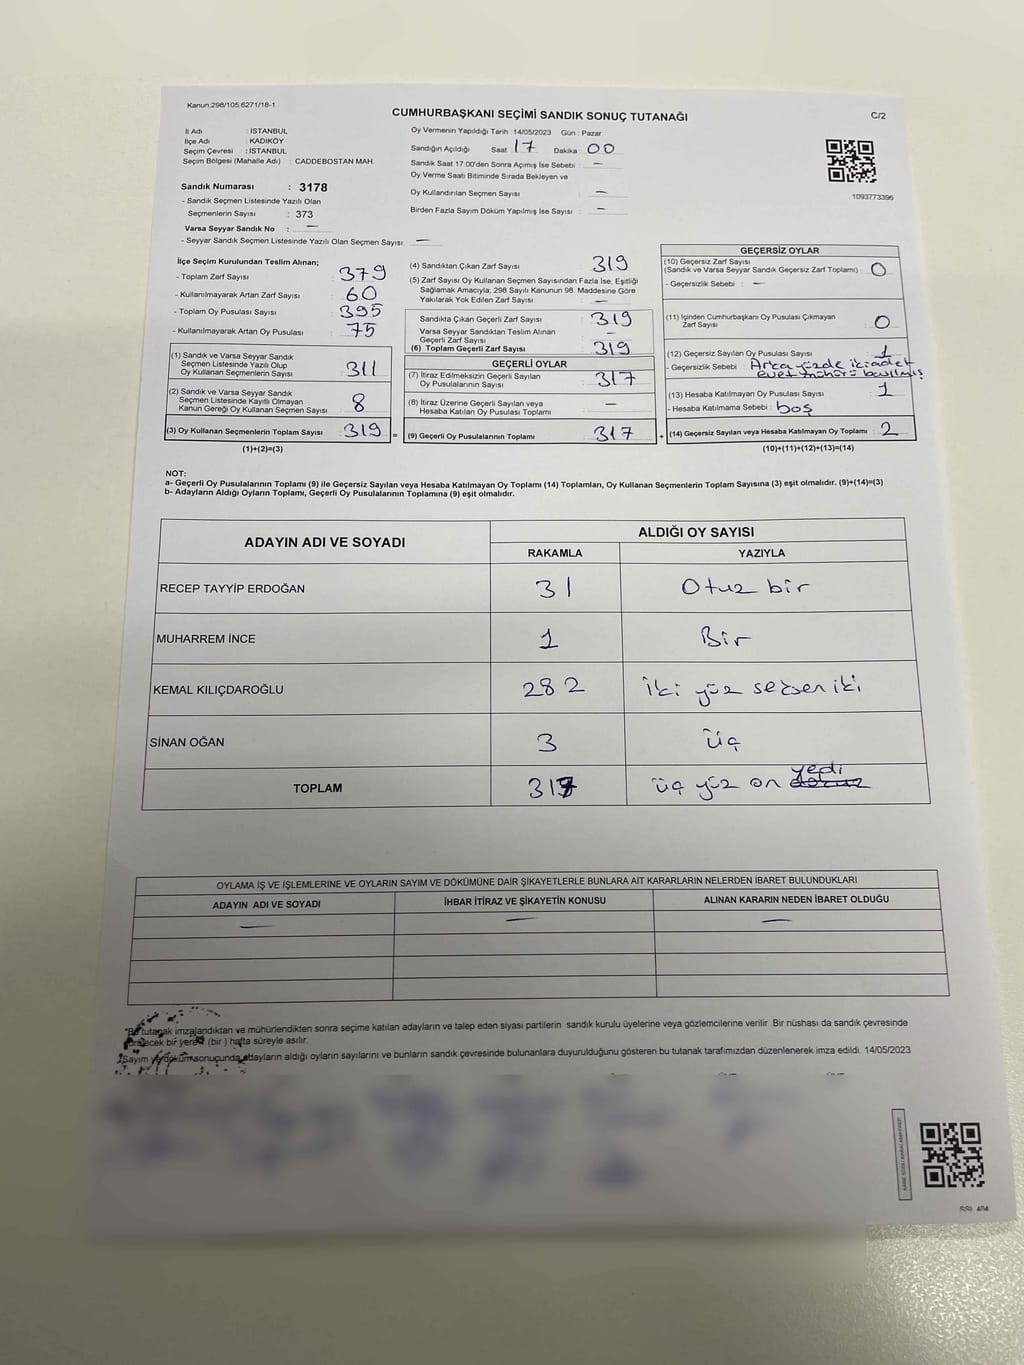 Kanun:298/105;6271/18-1
CUMHURBAŞKANI SEÇİMİ SANDIK SONUÇ TUTANAĞI
C/2
İl Adı : İSTANBUL
İlçe Adı : KADIKÖY
Seçim Çevresi : İSTANBUL
Seçim Bölgesi (Mahalle Adı) : CADDEBOSTAN MAH.
Sandık Numarası : 3178
- Sandık Seçmen Listesinde Yazılı Olan
Seçmenlerin Sayısı : 373
Varsa Seyyar Sandık No : —
- Seyyar Sandık Seçmen Listesinde Yazılı Olan Seçmen Sayısı: —
Oy Vermenin Yapıldığı Tarih : 14/05/2023 Gün : Pazar
Sandığın Açıldığı Saat 17 Dakika : 00
Sandık Saat 17:00'den Sonra Açımış İse Sebebi : —
Oy Verme Saati Bitiminde Sırada Bekleyen ve
Oy Kullandırılan Seçmen Sayısı : —
Birden Fazla Sayım Döküm Yapılmış İse Sayısı : —
1093773396
İlçe Seçim Kurulundan Teslim Alınan;
- Toplam Zarf Sayısı : 379
- Kullanılmayarak Artan Zarf Sayısı : 60
- Toplam Oy Pusulası Sayısı : 395
- Kullanılmayarak Artan Oy Pusulası : 75
(1) Sandık ve Varsa Seyyar Sandık
Seçmen Listesinde Yazılı Olup
Oy Kullanan Seçmenlerin Sayısı : 311
(2) Sandık ve Varsa Seyyar Sandık
Seçmen Listesinde Kayıtlı Olmayan
Kanun Gereği Oy Kullanan Seçmen Sayısı : 8
(3) Oy Kullanan Seçmenlerin Toplam Sayısı : 319
(1)+(2)=(3)
(4) Sandıktan Çıkan Zarf Sayısı : 319
(5) Zarf Sayısı Oy Kullanan Seçmen Sayısından Fazla İse, Eşitliği
Sağlamak Amacıyla; 298 Sayılı Kanunun 98. Maddesine Göre
Yakılarak Yok Edilen Zarf Sayısı : —
Sandıkta Çıkan Geçerli Zarf Sayısı : 319
Varsa Seyyar Sandıktan Teslim Alınan
Geçerli Zarf Sayısı : —
(6) Toplam Geçerli Zarf Sayısı : 319
GEÇERLİ OYLAR
(7) İtiraz Edilmeksizin Geçerli Sayılan
Oy Pusulalarının Sayısı : 317
(8) İtiraz Üzerine Geçerli Sayılan veya
Hesaba Katılan Oy Pusulası Toplamı : —
= (9) Geçerli Oy Pusulalarının Toplamı : 317
GEÇERSİZ OYLAR
(10) Geçersiz Zarf Sayısı
(Sandık ve Varsa Seyyar Sandık Geçersiz Zarf Toplamı) : 0
- Geçersizlik Sebebi : —
(11) İçinden Cumhurbaşkanı Oy Pusulası Çıkmayan
Zarf Sayısı : 0
(12) Geçersiz Sayılan Oy Pusulası Sayısı : 1
- Geçersizlik Sebebi : Arka yüzde iki adet
evet mührü basılmış
(13) Hesaba Katılmayan Oy Pusulası Sayısı : 1
- Hesaba Katılmama Sebebi : boş
+ (14) Geçersiz Sayılan veya Hesaba Katılmayan Oy Toplamı : 2
(10)+(11)+(12)+(13)=(14)
NOT:
a- Geçerli Oy Pusulalarının Toplamı (9) ile Geçersiz Sayılan veya Hesaba Katılmayan Oy Toplamı (14) Toplamları, Oy Kullanan Seçmenlerin Toplam Sayısına (3) eşit olmalıdır. (9)+(14)=(3)
b- Adayların Aldığı Oyların Toplamı, Geçerli Oy Pusulalarının Toplamına (9) eşit olmalıdır.
ADAYIN ADI VE SOYADI
ALDIĞI OY SAYISI
RAKAMLA YAZIYLA
RECEP TAYYİP ERDOĞAN 31 Otuz bir
MUHARREM İNCE 1 Bir
KEMAL KILIÇDAROĞLU 282 İki yüz seksen iki
SİNAN OĞAN 3 üç
TOPLAM 317 üç yüz on dokuz yedi
OYLAMA İŞ VE İŞLEMLERİNE VE OYLARIN SAYIM VE DÖKÜMÜNE DAİR ŞİKAYETLERLE BUNLARA AİT KARARLARIN NELERDEN İBARET BULUNDUKLARI
ADAYIN ADI VE SOYADI İHBAR İTİRAZ VE ŞİKAYETİN KONUSU ALINAN KARARIN NEDEN İBARET OLDUĞU
— — —
*Bu tutanak imzalandıktan ve mühürlendikten sonra seçime katılan adayların ve talep eden siyasi partilerin sandık kurulu üyelerine veya gözlemcilerine verilir .Bir nüshası da sandık çevresinde
görülecek bir yere 1 (bir ) hafta süreyle asılır.
*Sayım ve döküm sonuçunda adayların aldığı oyların sayılarını ve bunların sandık çevresinde bulunanlara duyurulduğunu gösteren bu tutanak tarafımızdan düzenlenerek imza edildi. 14/05/2023